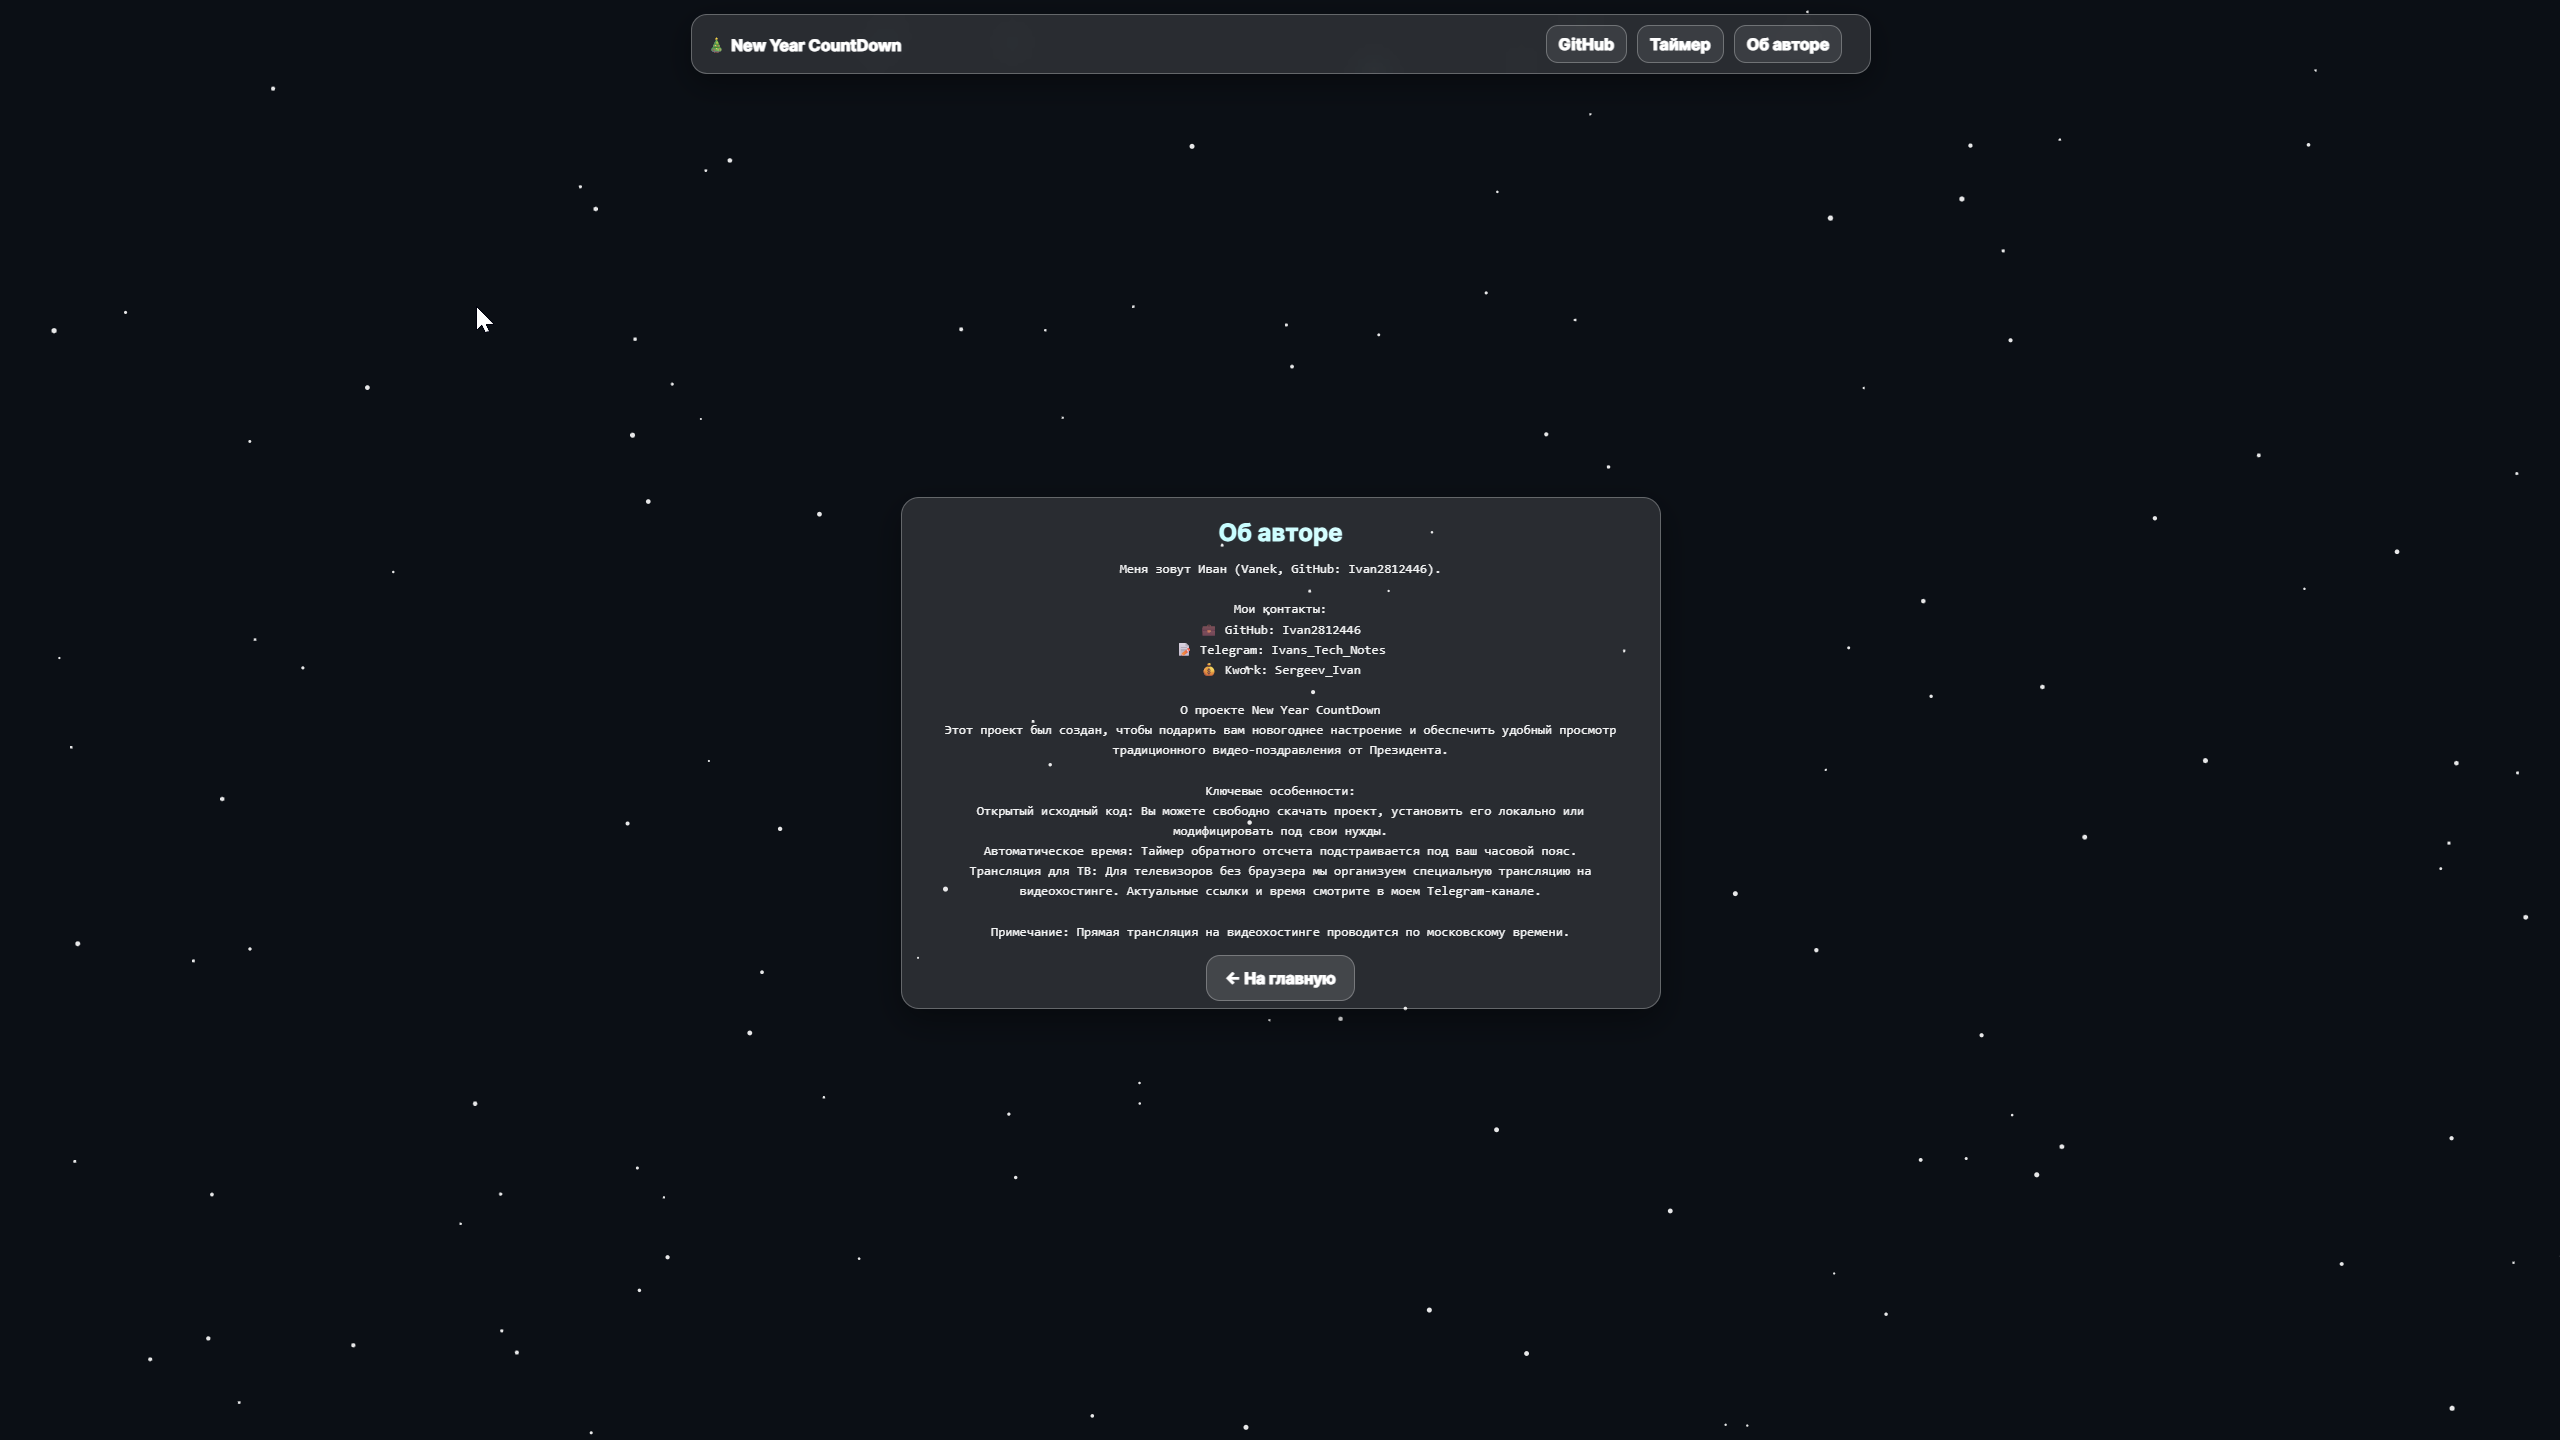 🎄 New Year CountDown
GitHub
Таймер
Об авторе
Об авторе
Меня зовут Иван (Vanek, GitHub: Ivan2812446).
Мои контакты:
💼 GitHub: Ivan2812446
📝 Telegram: Ivans_Tech_Notes
💰 Kwork: Sergeev_Ivan
О проекте New Year CountDown
Этот проект был создан, чтобы подарить вам новогоднее настроение и обеспечить удобный просмотр
традиционного видео-поздравления от Президента.
Ключевые особенности:
Открытый исходный код: Вы можете свободно скачать проект, установить его локально или
модифицировать под свои нужды.
Автоматическое время: Таймер обратного отсчета подстраивается под ваш часовой пояс.
Трансляция для ТВ: Для телевизоров без браузера мы организуем специальную трансляцию на
видеохостинге. Актуальные ссылки и время смотрите в моем Telegram-канале.
Примечание: Прямая трансляция на видеохостинге проводится по московскому времени.
← На главную